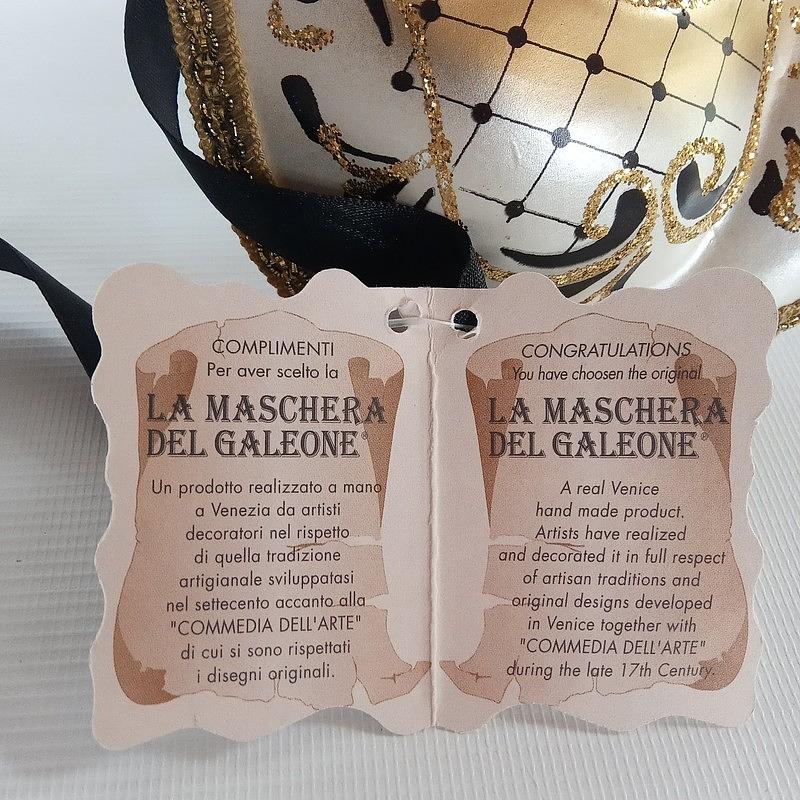 COMPLIMENTI
Per aver scelto la
LA MASCHERA
DEL GALEONE®
Un prodotto realizzato a mano
a Venezia da artisti
decoratori nel rispetto
di quella tradizione
artigianale sviluppatasi
nel settecento accanto alla
"COMMEDIA DELL'ARTE"
di cui si sono rispettati
i disegni originali.
CONGRATULATIONS
You have choosen the original
LA MASCHERA
DEL GALEONE®
A real Venice
hand made product.
Artists have realized
and decorated it in full respect
of artisan traditions and
original designs developed
in Venice together with
"COMMEDIA DELL'ARTE"
during the late 17th Century.